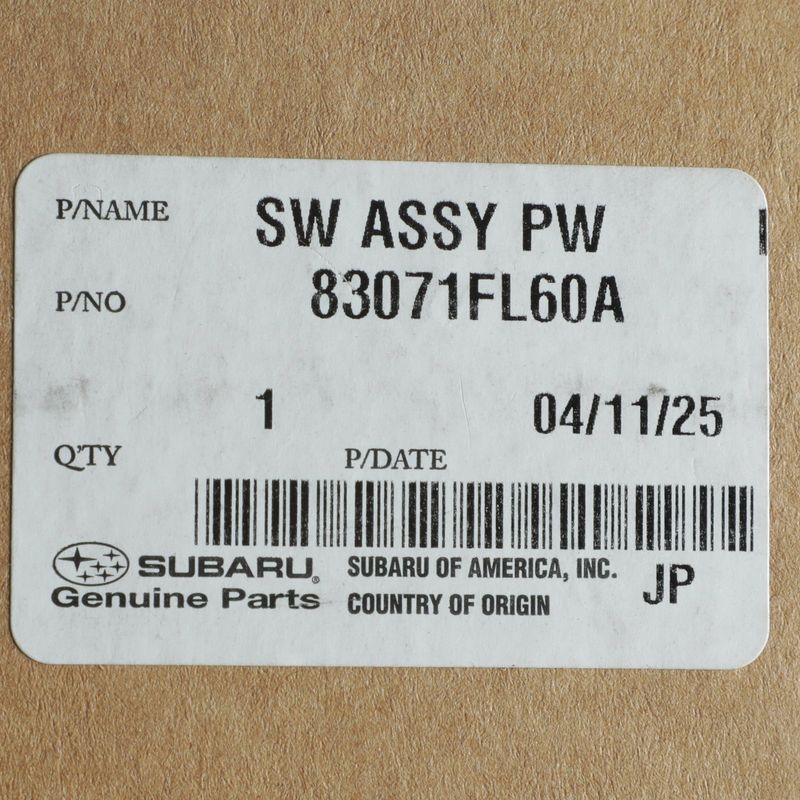 P/NAME SW ASSY PW
P/NO 83071FL60A
1 04/11/25
Q'TY P/DATE
SUBARU® SUBARU OF AMERICA, INC.
Genuine Parts COUNTRY OF ORIGIN JP